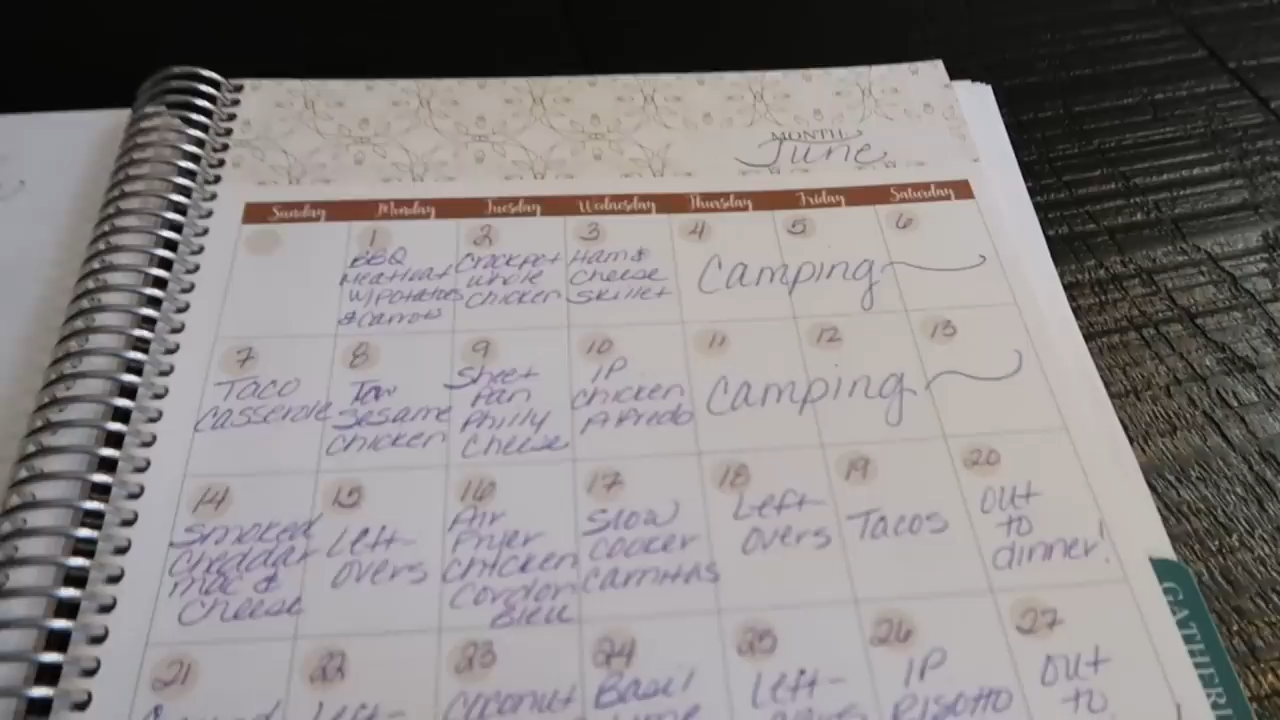 MONTH
June
Sunday Monday Tuesday Wednesday Thursday Friday Saturday
1 2 3 4 5 6
BBQ
Meatloaf
w/Potatoes
& Carrots
Crockpot
whole
chicken
Ham &
Cheese
Skillet
Camping
7 8 9 10 11 12 13
Taco
Casserole
Sesame
Chicken
Sheet
Pan
Philly
Cheese
IP
Chicken
Alfredo
Camping
14 15 16 17 18 19 20
Smoked
Cheddar
Mac &
Cheese
Left-
overs
Air
Fryer
Chicken
Cordon
Bleu
Slow
Cooker
Carnitas
Left-
overs
Tacos
Out
to
dinner!
21 22 23 24 25 26 27
Left-
Coconut
Basil
Left-
IP
Risotto
Out
to